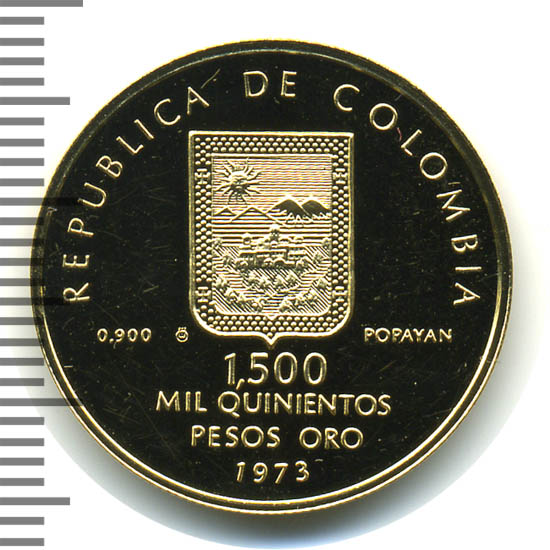 REPUBLICA DE COLOMBIA
0,900
POPAYAN
1,500
MIL QUINIENTOS
PESOS ORO
1973